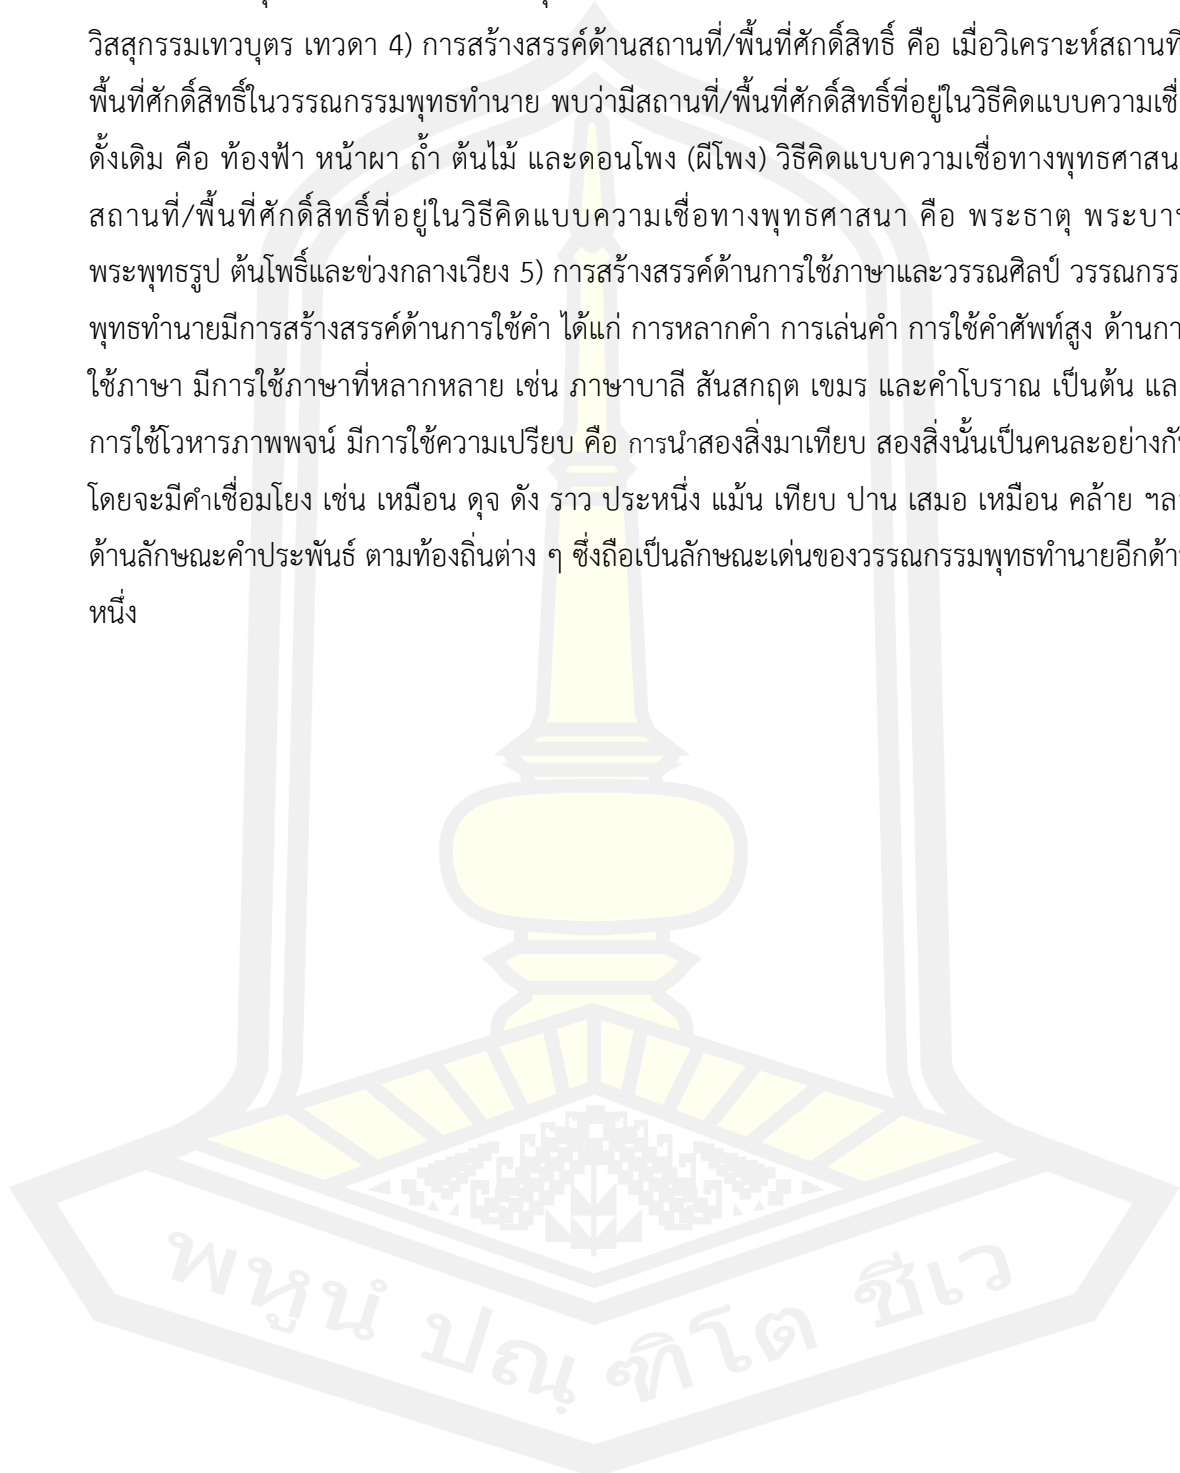 วิสสุกรรมเทวบุตร เทวดา 4) การสร้างสรรค์ด้านสถานที่/พื้นที่ศักดิ์สิทธิ์ คือ เมื่อวิเคราะห์สถานที่
พื้นที่ศักดิ์สิทธิ์ในวรรณกรรมพุทธทำนาย พบว่ามีสถานที่/พื้นที่ศักดิ์สิทธิ์ที่อยู่ในวิธีคิดแบบความเชื่
ดั้งเดิม คือ ท้องฟ้า หน้าผา ถ้ำ ต้นไม้ และดอนโพง (ผีโพง) วิธีคิดแบบความเชื่อทางพุทธศาสน
สถานที่/พื้นที่ศักดิ์สิทธิ์ที่อยู่ในวิธีคิดแบบความเชื่อทางพุทธศาสนา คือ พระธาตุ พระบาท
พระพุทธรูป ต้นโพธิ์และข่วงกลางเวียง 5) การสร้างสรรค์ด้านการใช้ภาษาและวรรณศิลป์ วรรณกรร
พุทธทำนายมีการสร้างสรรค์ด้านการใช้คำ ได้แก่ การหลากคำ การเล่นคำ การใช้คำศัพท์สูง ด้านกา
ใช้ภาษา มีการใช้ภาษาที่หลากหลาย เช่น ภาษาบาลี สันสกฤต เขมร และคำโบราณ เป็นต้น แล
การใช้โวหารภาพพจน์ มีการใช้ความเปรียบ คือ การนำสองสิ่งมาเทียบ สองสิ่งนั้นเป็นคนละอย่างกัน
โดยจะมีคำเชื่อมโยง เช่น เหมือน ดุจ ดัง ราว ประหนึ่ง แม้น เทียบ ปาน เสมอ เหมือน คล้าย ฯล
ด้านลักษณะคำประพันธ์ ตามท้องถิ่นต่าง ๆ ซึ่งถือเป็นลักษณะเด่นของวรรณกรรมพุทธทำนายอีกด้าน
หนึ่ง
พหูนํ ปณฺฑิโต ชีเว